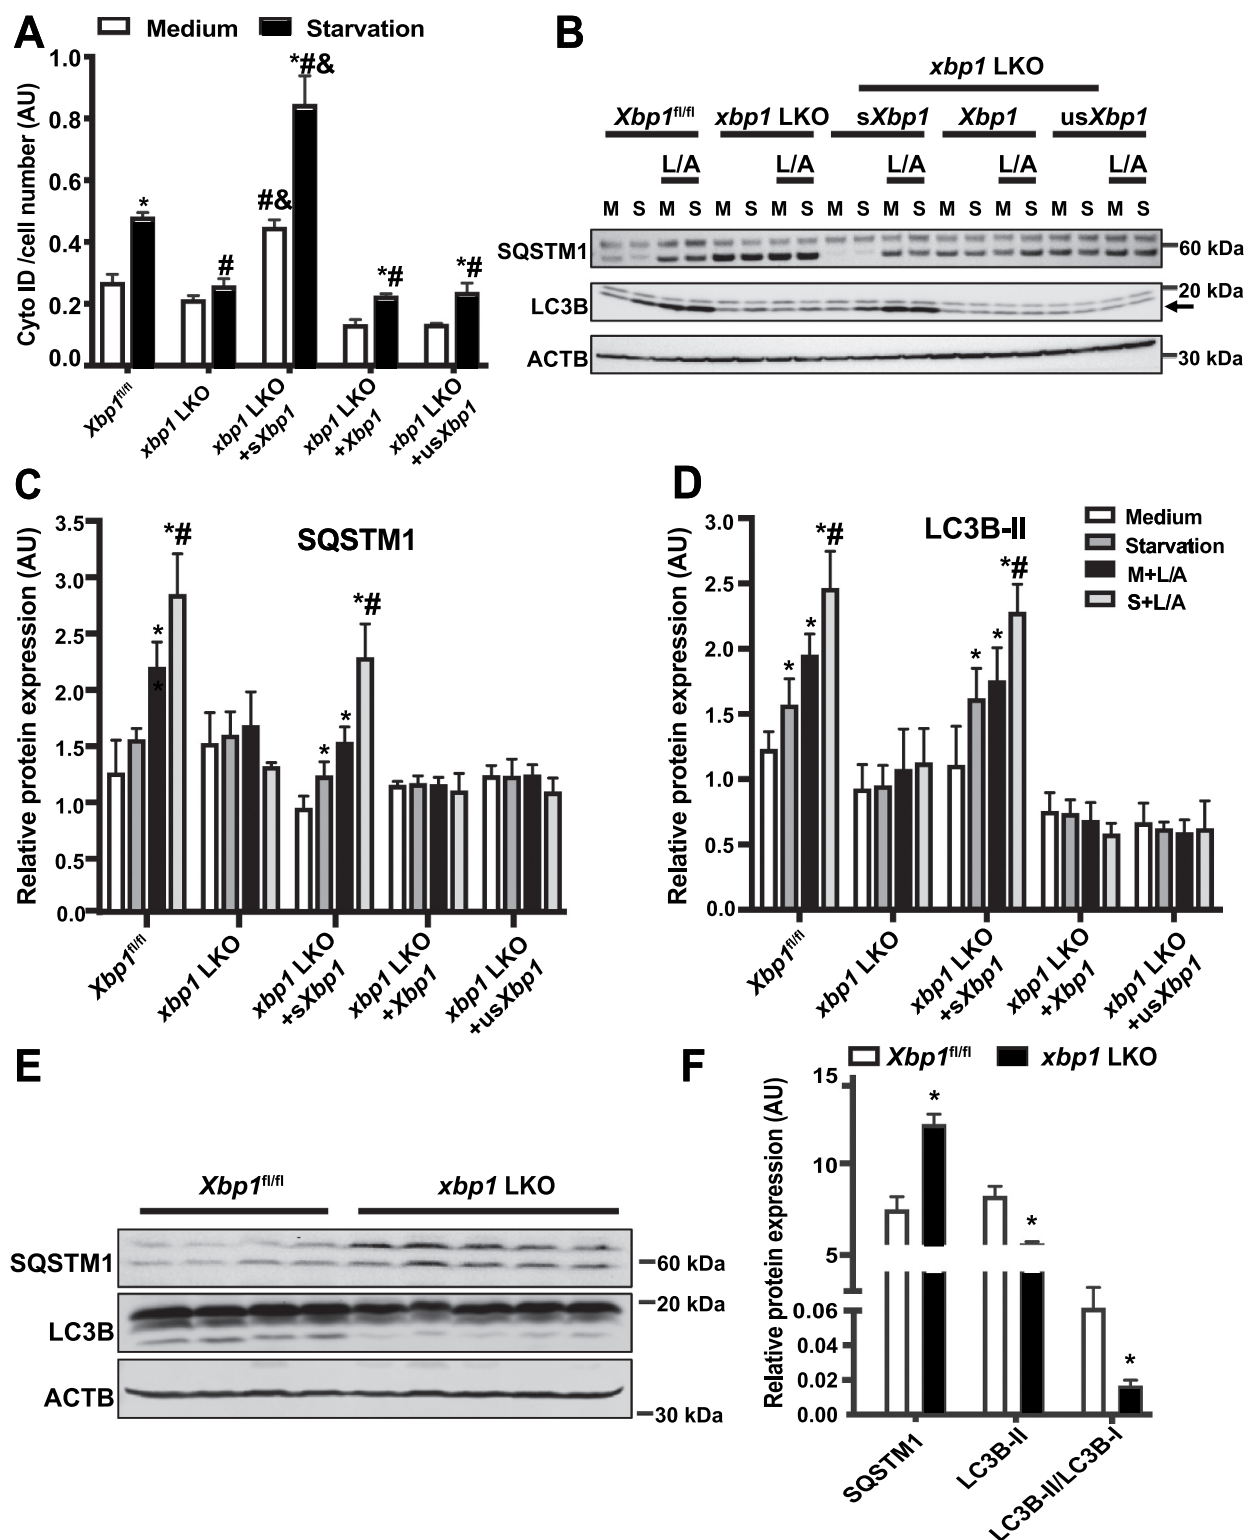 A
Medium
Starvation
Cyto ID /cell number (AU)
1.0
0.8
0.6
0.4
0.2
0.0
*
#
#&
*#&
*#
*#
Xbp1fl/fl
xbp1 LKO
xbp1 LKO
+sXbp1
xbp1 LKO
+Xbp1
xbp1 LKO
+usXbp1
B
xbp1 LKO
Xbp1fl/fl
xbp1 LKO
sXbp1
Xbp1
usXbp1
L/A
L/A
L/A
L/A
L/A
M S M S M S M S M S M S M S M S M S M S
SQSTM1
60 kDa
20 kDa
LC3B
ACTB
30 kDa
C
SQSTM1
Relative protein expression (AU)
3.5
3.0
2.5
2.0
1.5
1.0
0.5
0.0
*
*
*#
*
*
*#
Xbp1fl/fl
xbp1 LKO
xbp1 LKO
+sXbp1
xbp1 LKO
+Xbp1
xbp1 LKO
+usXbp1
D
LC3B-II
Medium
Starvation
M+L/A
S+L/A
Relative protein expression (AU)
3.0
2.5
2.0
1.5
1.0
0.5
0.0
*
*
*#
*
*
*#
Xbp1fl/fl
xbp1 LKO
xbp1 LKO
+sXbp1
xbp1 LKO
+Xbp1
xbp1 LKO
+usXbp1
E
Xbp1fl/fl
xbp1 LKO
SQSTM1
60 kDa
20 kDa
LC3B
ACTB
30 kDa
F
Xbp1fl/fl
xbp1 LKO
Relative protein expression (AU)
15
10
5
0.06
0.04
0.02
0.00
*
*
*
SQSTM1
LC3B-II
LC3B-II/LC3B-I